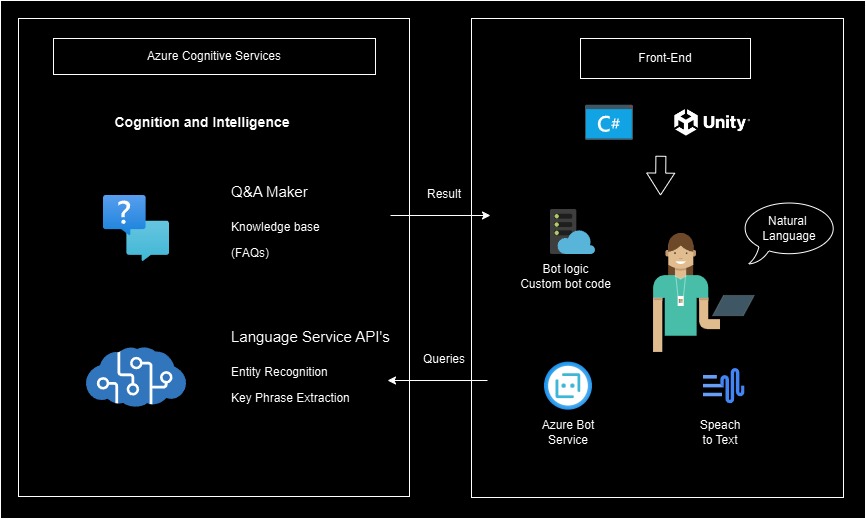 Azure Cognitive Services
Cognition and Intelligence
?
Q&A Maker
Knowledge base
(FAQs)
Language Service API's
Entity Recognition
Key Phrase Extraction
Result
Queries
Front-End
C#
Unity
Natural
Language
Bot logic
Custom bot code
Azure Bot
Service
Speach
to Text